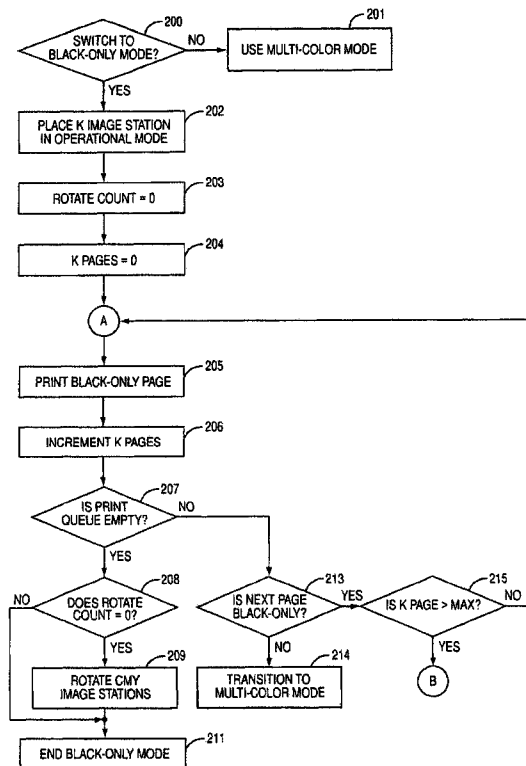 200
SWITCH TO
BLACK-ONLY MODE?
NO
201
USE MULTI-COLOR MODE
YES
202
PLACE K IMAGE STATION
IN OPERATIONAL MODE
203
ROTATE COUNT = 0
204
K PAGES = 0
A
205
PRINT BLACK-ONLY PAGE
206
INCREMENT K PAGES
207
IS PRINT
QUEUE EMPTY?
NO
YES
208
NO
DOES ROTATE
COUNT = 0?
YES
213
IS NEXT PAGE
BLACK-ONLY?
YES
215
IS K PAGE > MAX?
NO
209
ROTATE CMY
IMAGE STATIONS
NO
214
TRANSITION TO
MULTI-COLOR MODE
YES
B
211
END BLACK-ONLY MODE